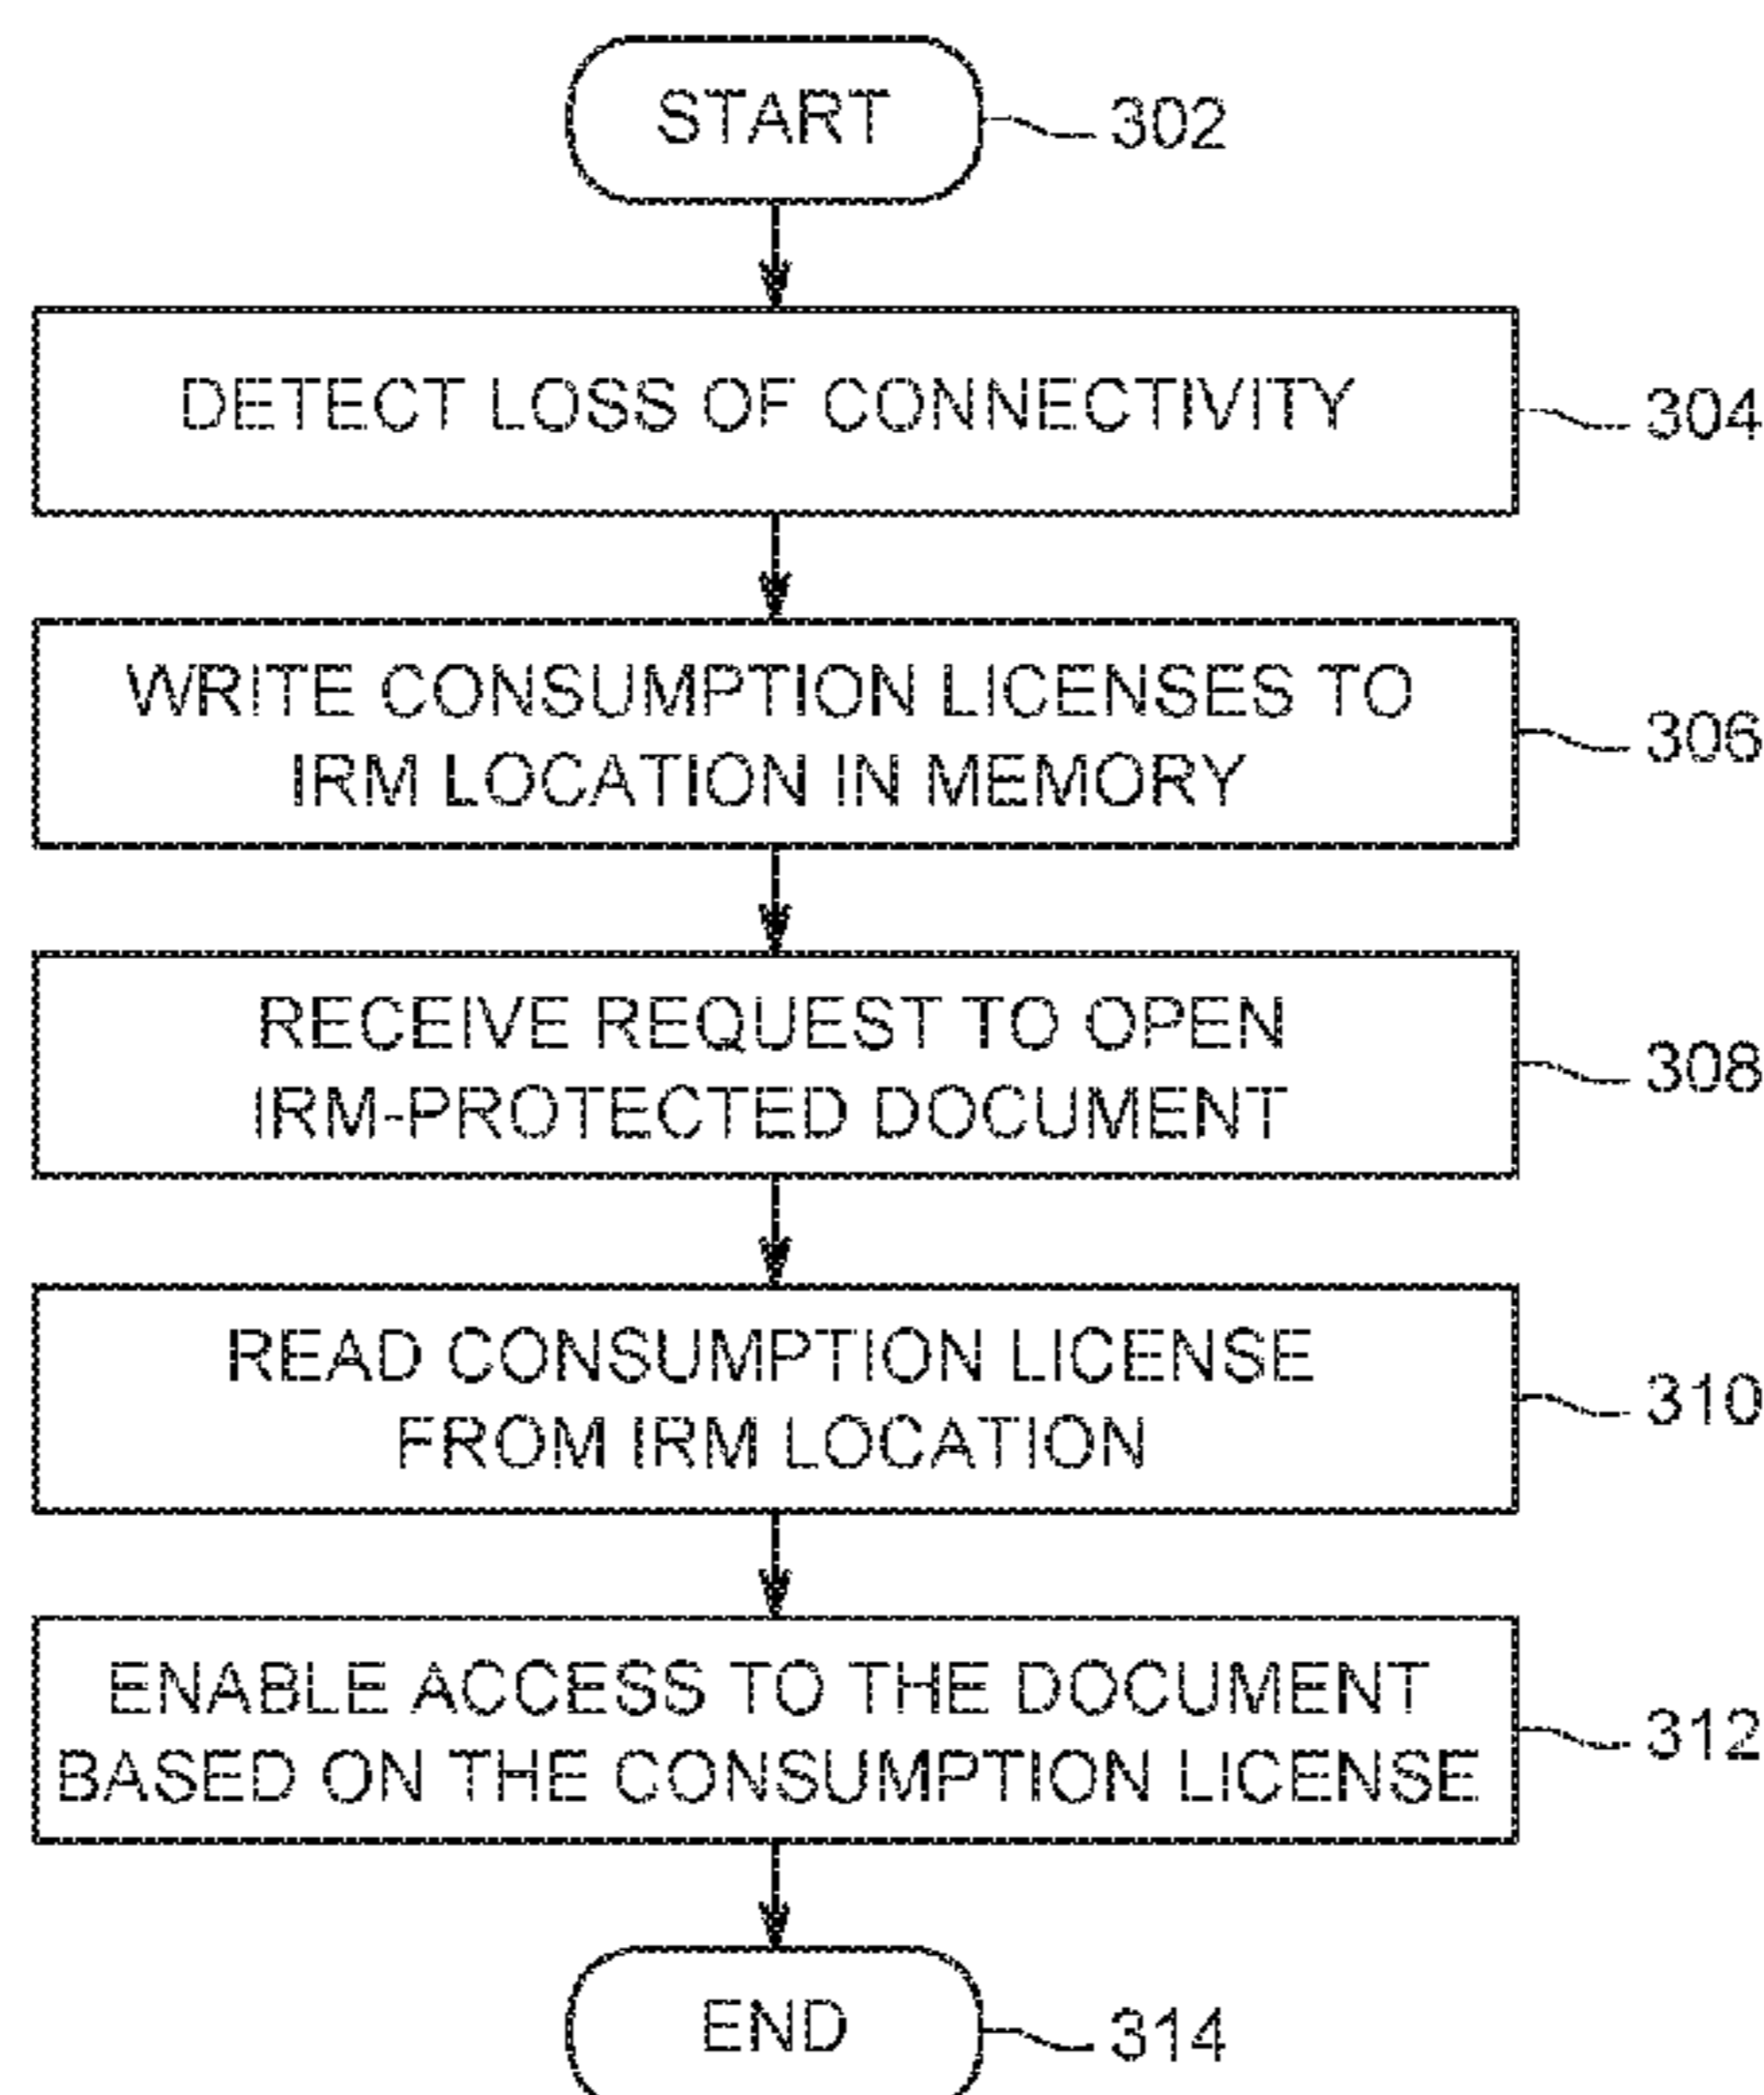 START
302
DETECT LOSS OF CONNECTIVITY
304
WRITE CONSUMPTION LICENSES TO
IRM LOCATION IN MEMORY
306
RECEIVE REQUEST TO OPEN
IRM-PROTECTED DOCUMENT
308
READ CONSUMPTION LICENSE
FROM IRM LOCATION
310
ENABLE ACCESS TO THE DOCUMENT
BASED ON THE CONSUMPTION LICENSE
312
END
314